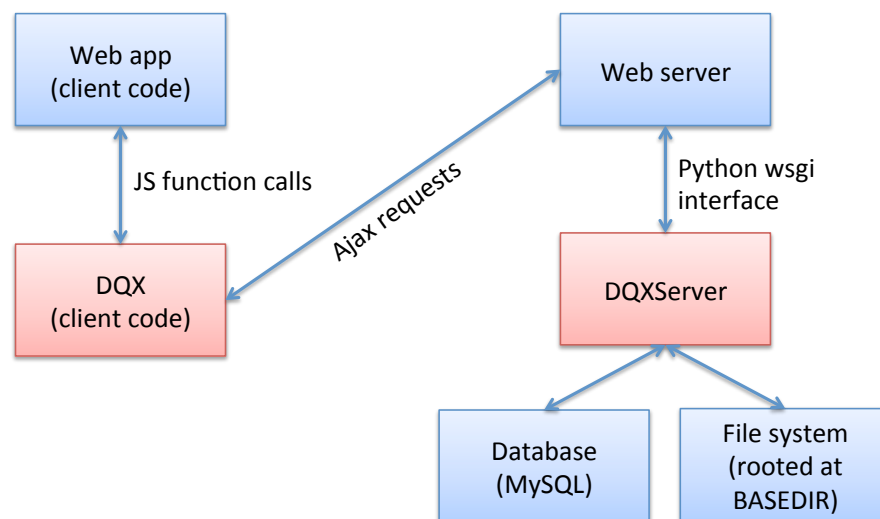 Web app
(client code)
Web server
JS function calls
Ajax requests
Python wsgi
interface
DQX
(client code)
DQXServer
Database
(MySQL)
File system
(rooted at
BASEDIR)